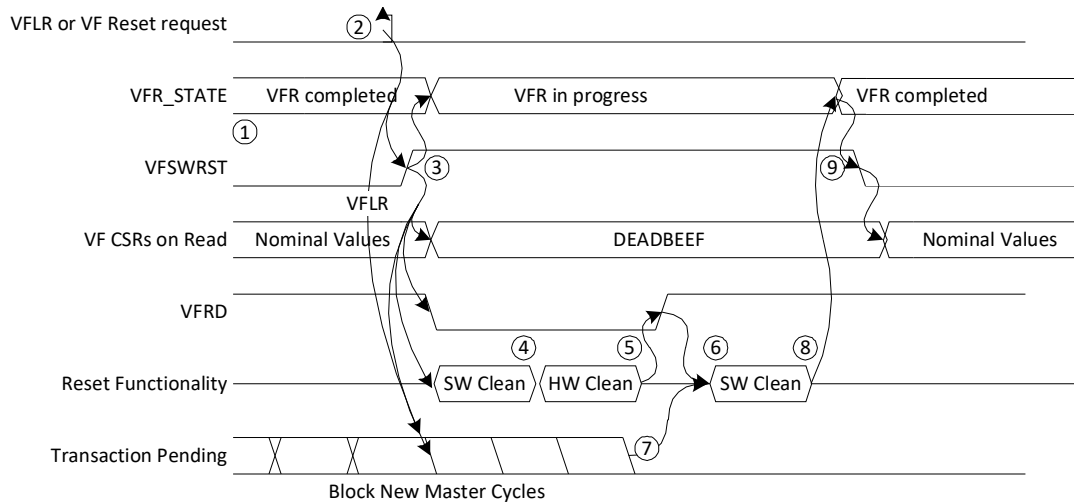 VFLR or VF Reset request
②
VFR_STATE
VFR completed
VFR in progress
VFR completed
①
VFSWRST
③
⑨
VFLR
VF CSRs on Read
Nominal Values
DEADBEEF
Nominal Values
VFRD
④
⑤
⑥
⑧
Reset Functionality
SW Clean
HW Clean
SW Clean
Transaction Pending
⑦
Block New Master Cycles